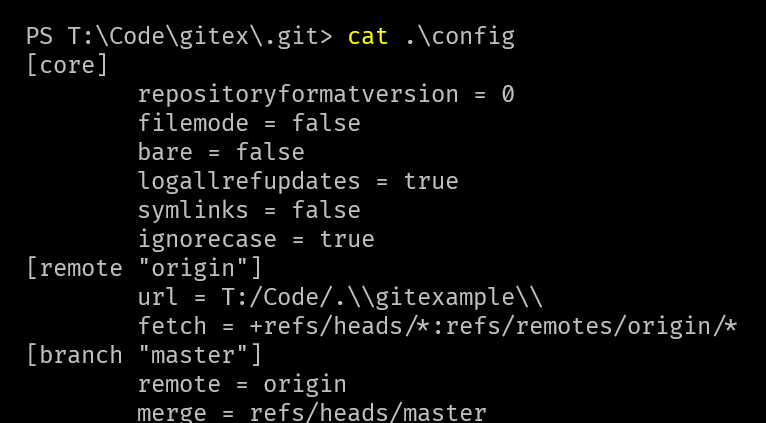 PS T:\Code\gitex\.git> cat .\config
[core]
        repositoryformatversion = 0
        filemode = false
        bare = false
        logallrefupdates = true
        symlinks = false
        ignorecase = true
[remote "origin"]
        url = T:/Code/.\\gitexample\\
        fetch = +refs/heads/*:refs/remotes/origin/*
[branch "master"]
        remote = origin
        merge = refs/heads/master